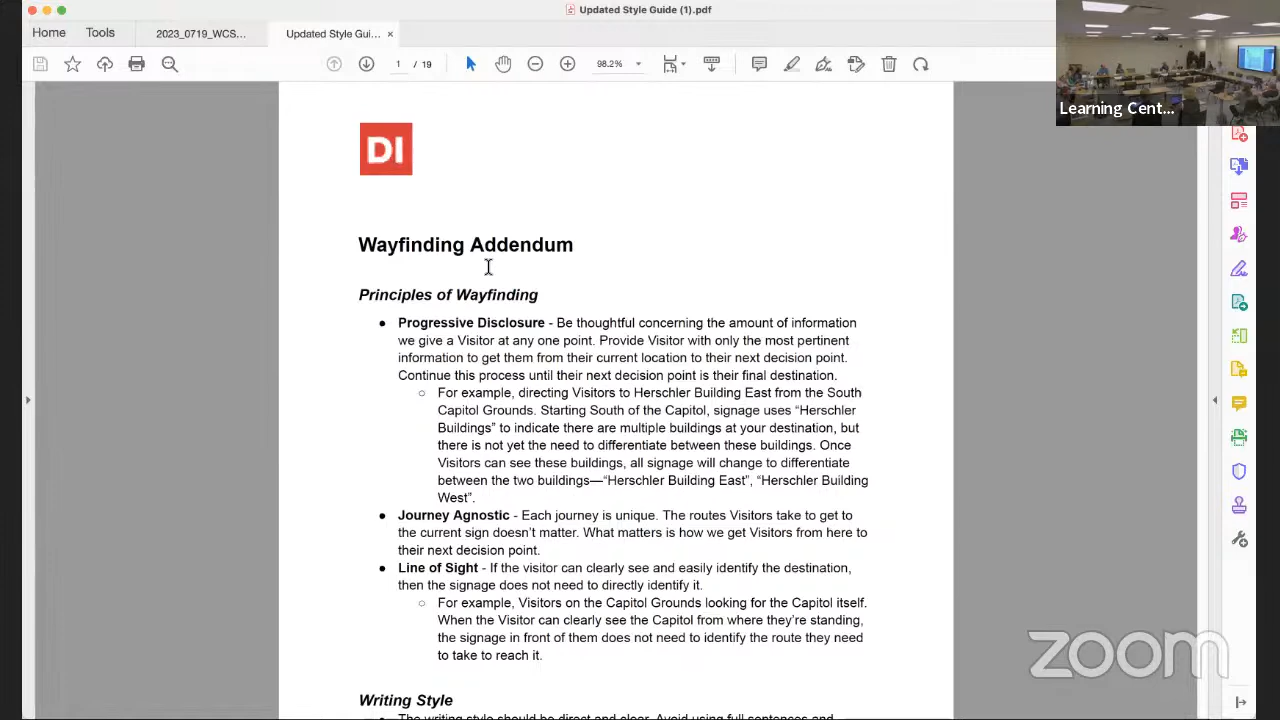 Updated Style Guide (1).pdf
Home
Tools
2023_0719_WCS...
Updated Style Gui... ×
1 / 19
98.2%
Learning Cent...
DI
Wayfinding Addendum
Principles of Wayfinding
● Progressive Disclosure - Be thoughtful concerning the amount of information
we give a Visitor at any one point. Provide Visitor with only the most pertinent
information to get them from their current location to their next decision point.
Continue this process until their next decision point is their final destination.
○ For example, directing Visitors to Herschler Building East from the South
Capitol Grounds. Starting South of the Capitol, signage uses “Herschler
Buildings” to indicate there are multiple buildings at your destination, but
there is not yet the need to differentiate between these buildings. Once
Visitors can see these buildings, all signage will change to differentiate
between the two buildings—“Herschler Building East”, “Herschler Building
West”.
● Journey Agnostic - Each journey is unique. The routes Visitors take to get to
the current sign doesn’t matter. What matters is how we get Visitors from here to
their next decision point.
● Line of Sight - If the visitor can clearly see and easily identify the destination,
then the signage does not need to directly identify it.
○ For example, Visitors on the Capitol Grounds looking for the Capitol itself.
When the Visitor can clearly see the Capitol from where they’re standing,
the signage in front of them does not need to identify the route they need
to take to reach it.
Writing Style
● The writing style should be direct and clear. Avoid using full sentences and
zoom